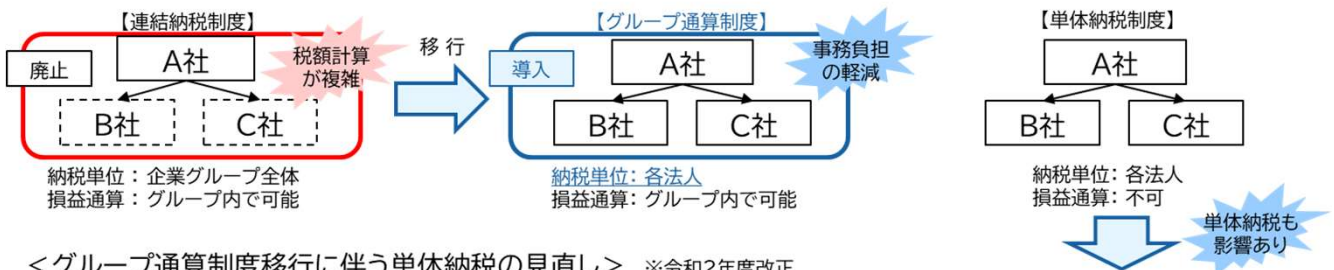 【連結納税制度】
廃止
A社
税額計算
が複雑
B社
C社
納税単位：企業グループ全体
損益通算：グループ内で可能
移 行
【グループ通算制度】
導入
A社
事務負担
の軽減
B社
C社
納税単位：各法人
損益通算：グループ内で可能
【単体納税制度】
A社
B社
C社
納税単位：各法人
損益通算：不可
単体納税も
影響あり
＜グループ通算制度移行に伴う単体納税の見直し＞ ※令和2年度改正